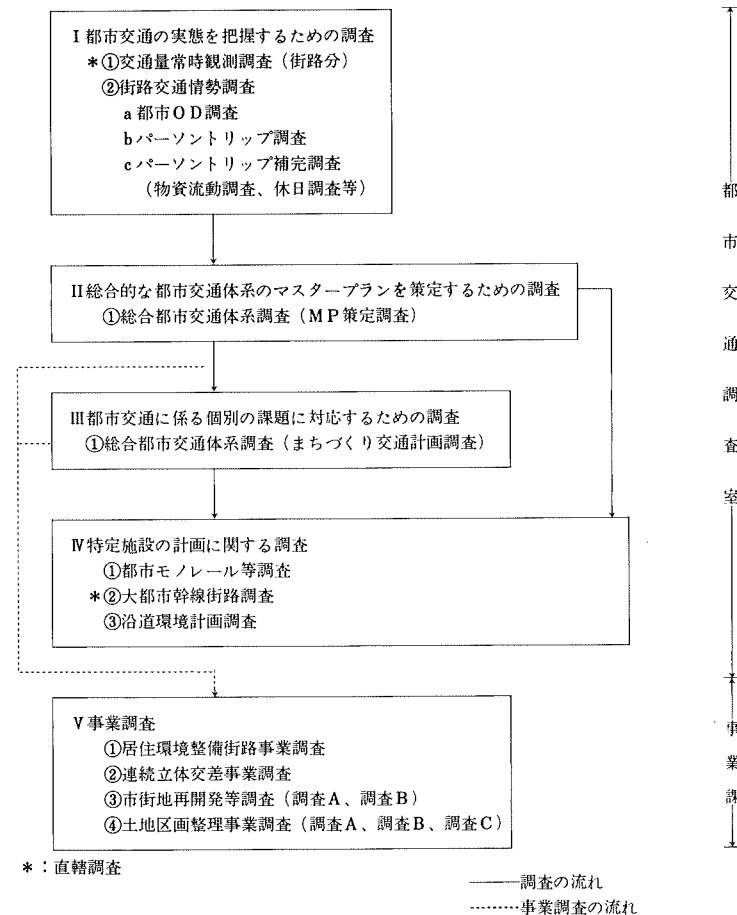 Ⅰ都市交通の実態を把握するための調査
*①交通量常時観測調査（街路分）
②街路交通情勢調査
a都市ＯＤ調査
bパーソントリップ調査
cパーソントリップ補完調査
（物資流動調査、休日調査等）
Ⅱ総合的な都市交通体系のマスタープランを策定するための調査
①総合都市交通体系調査（ＭＰ策定調査）
Ⅲ都市交通に係る個別の課題に対応するための調査
①総合都市交通体系調査（まちづくり交通計画調査）
Ⅳ特定施設の計画に関する調査
①都市モノレール等調査
*②大都市幹線街路調査
③沿道環境計画調査
Ⅴ事業調査
①居住環境整備街路事業調査
②連続立体交差事業調査
③市街地再開発等調査（調査Ａ、調査Ｂ）
④土地区画整理事業調査（調査Ａ、調査Ｂ、調査Ｃ）
都市交通調査室
事業課
*：直轄調査
調査の流れ
事業調査の流れ